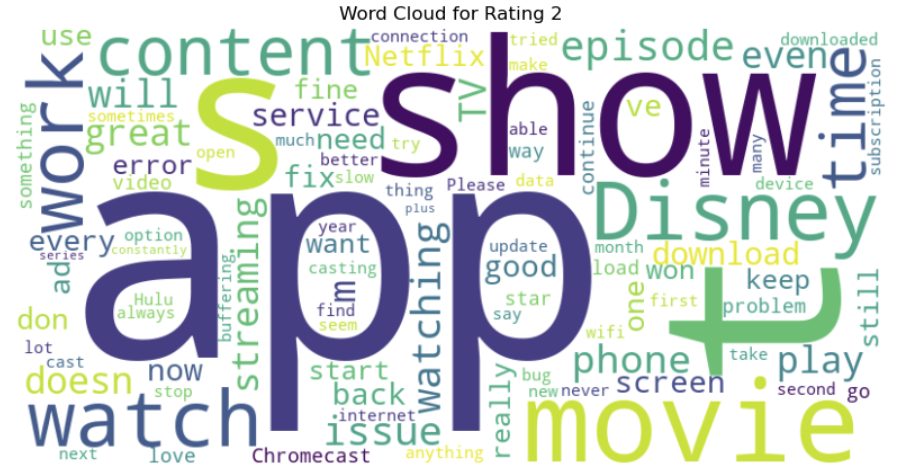 Word Cloud for Rating 2
use
content
connection
Netflix
tried
make
episode
even
downloaded
work
will
s
show
fine
service
TV
ve
time
subscription
something
sometimes
great
error
video
open
much
need
better
try
fix
slow
able
way
continue
minute
many
thing
Please
data
plus
device
Disney
every
series
ad
option
constantly
app
streaming
buffering
year
want
casting
m
find
seem
watching
update
good
star
say
month
load
won
download
keep
t
still
one
first
problem
wifi
Hulu
always
don
lot
cast
doesn
now
stop
start
back
internet
issue
really
bug
new
never
phone
screen
take
play
second
go
watch
next
love
Chromecast
anything
movie